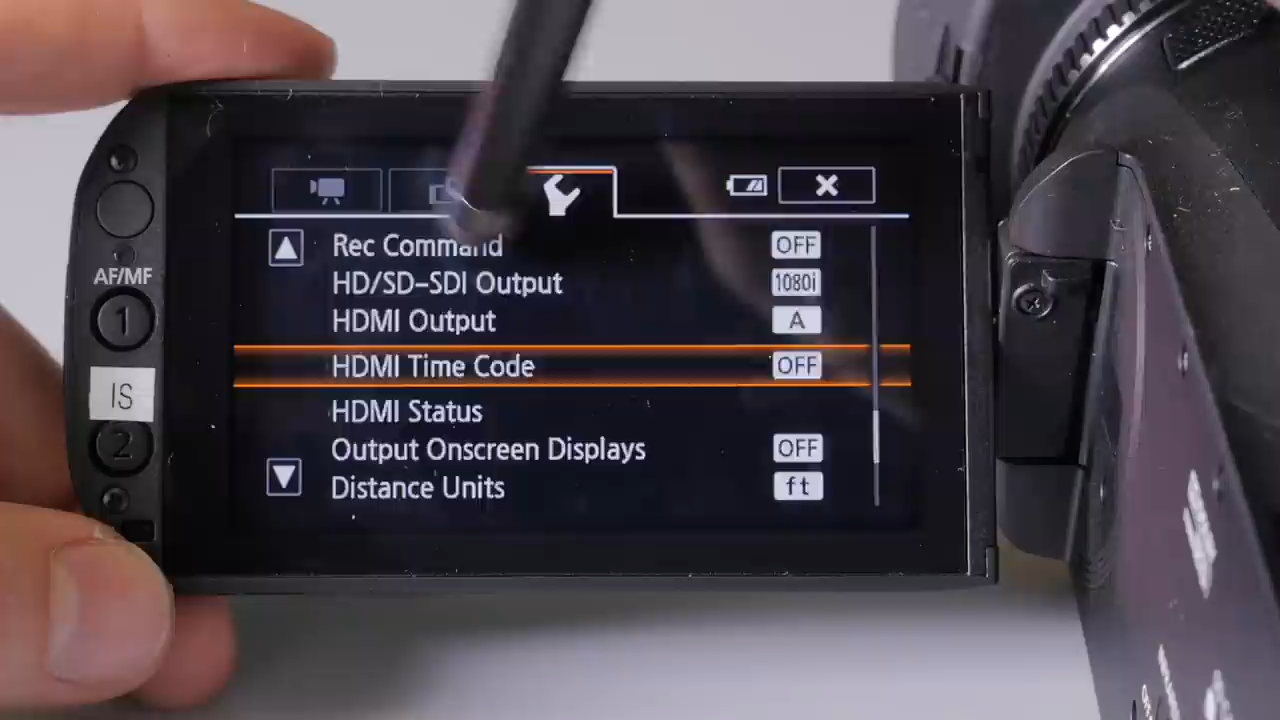 AF/MF
1
IS
2
Rec Command OFF
HD/SD-SDI Output 1080i
HDMI Output A
HDMI Time Code OFF
HDMI Status
Output Onscreen Displays OFF
Distance Units ft